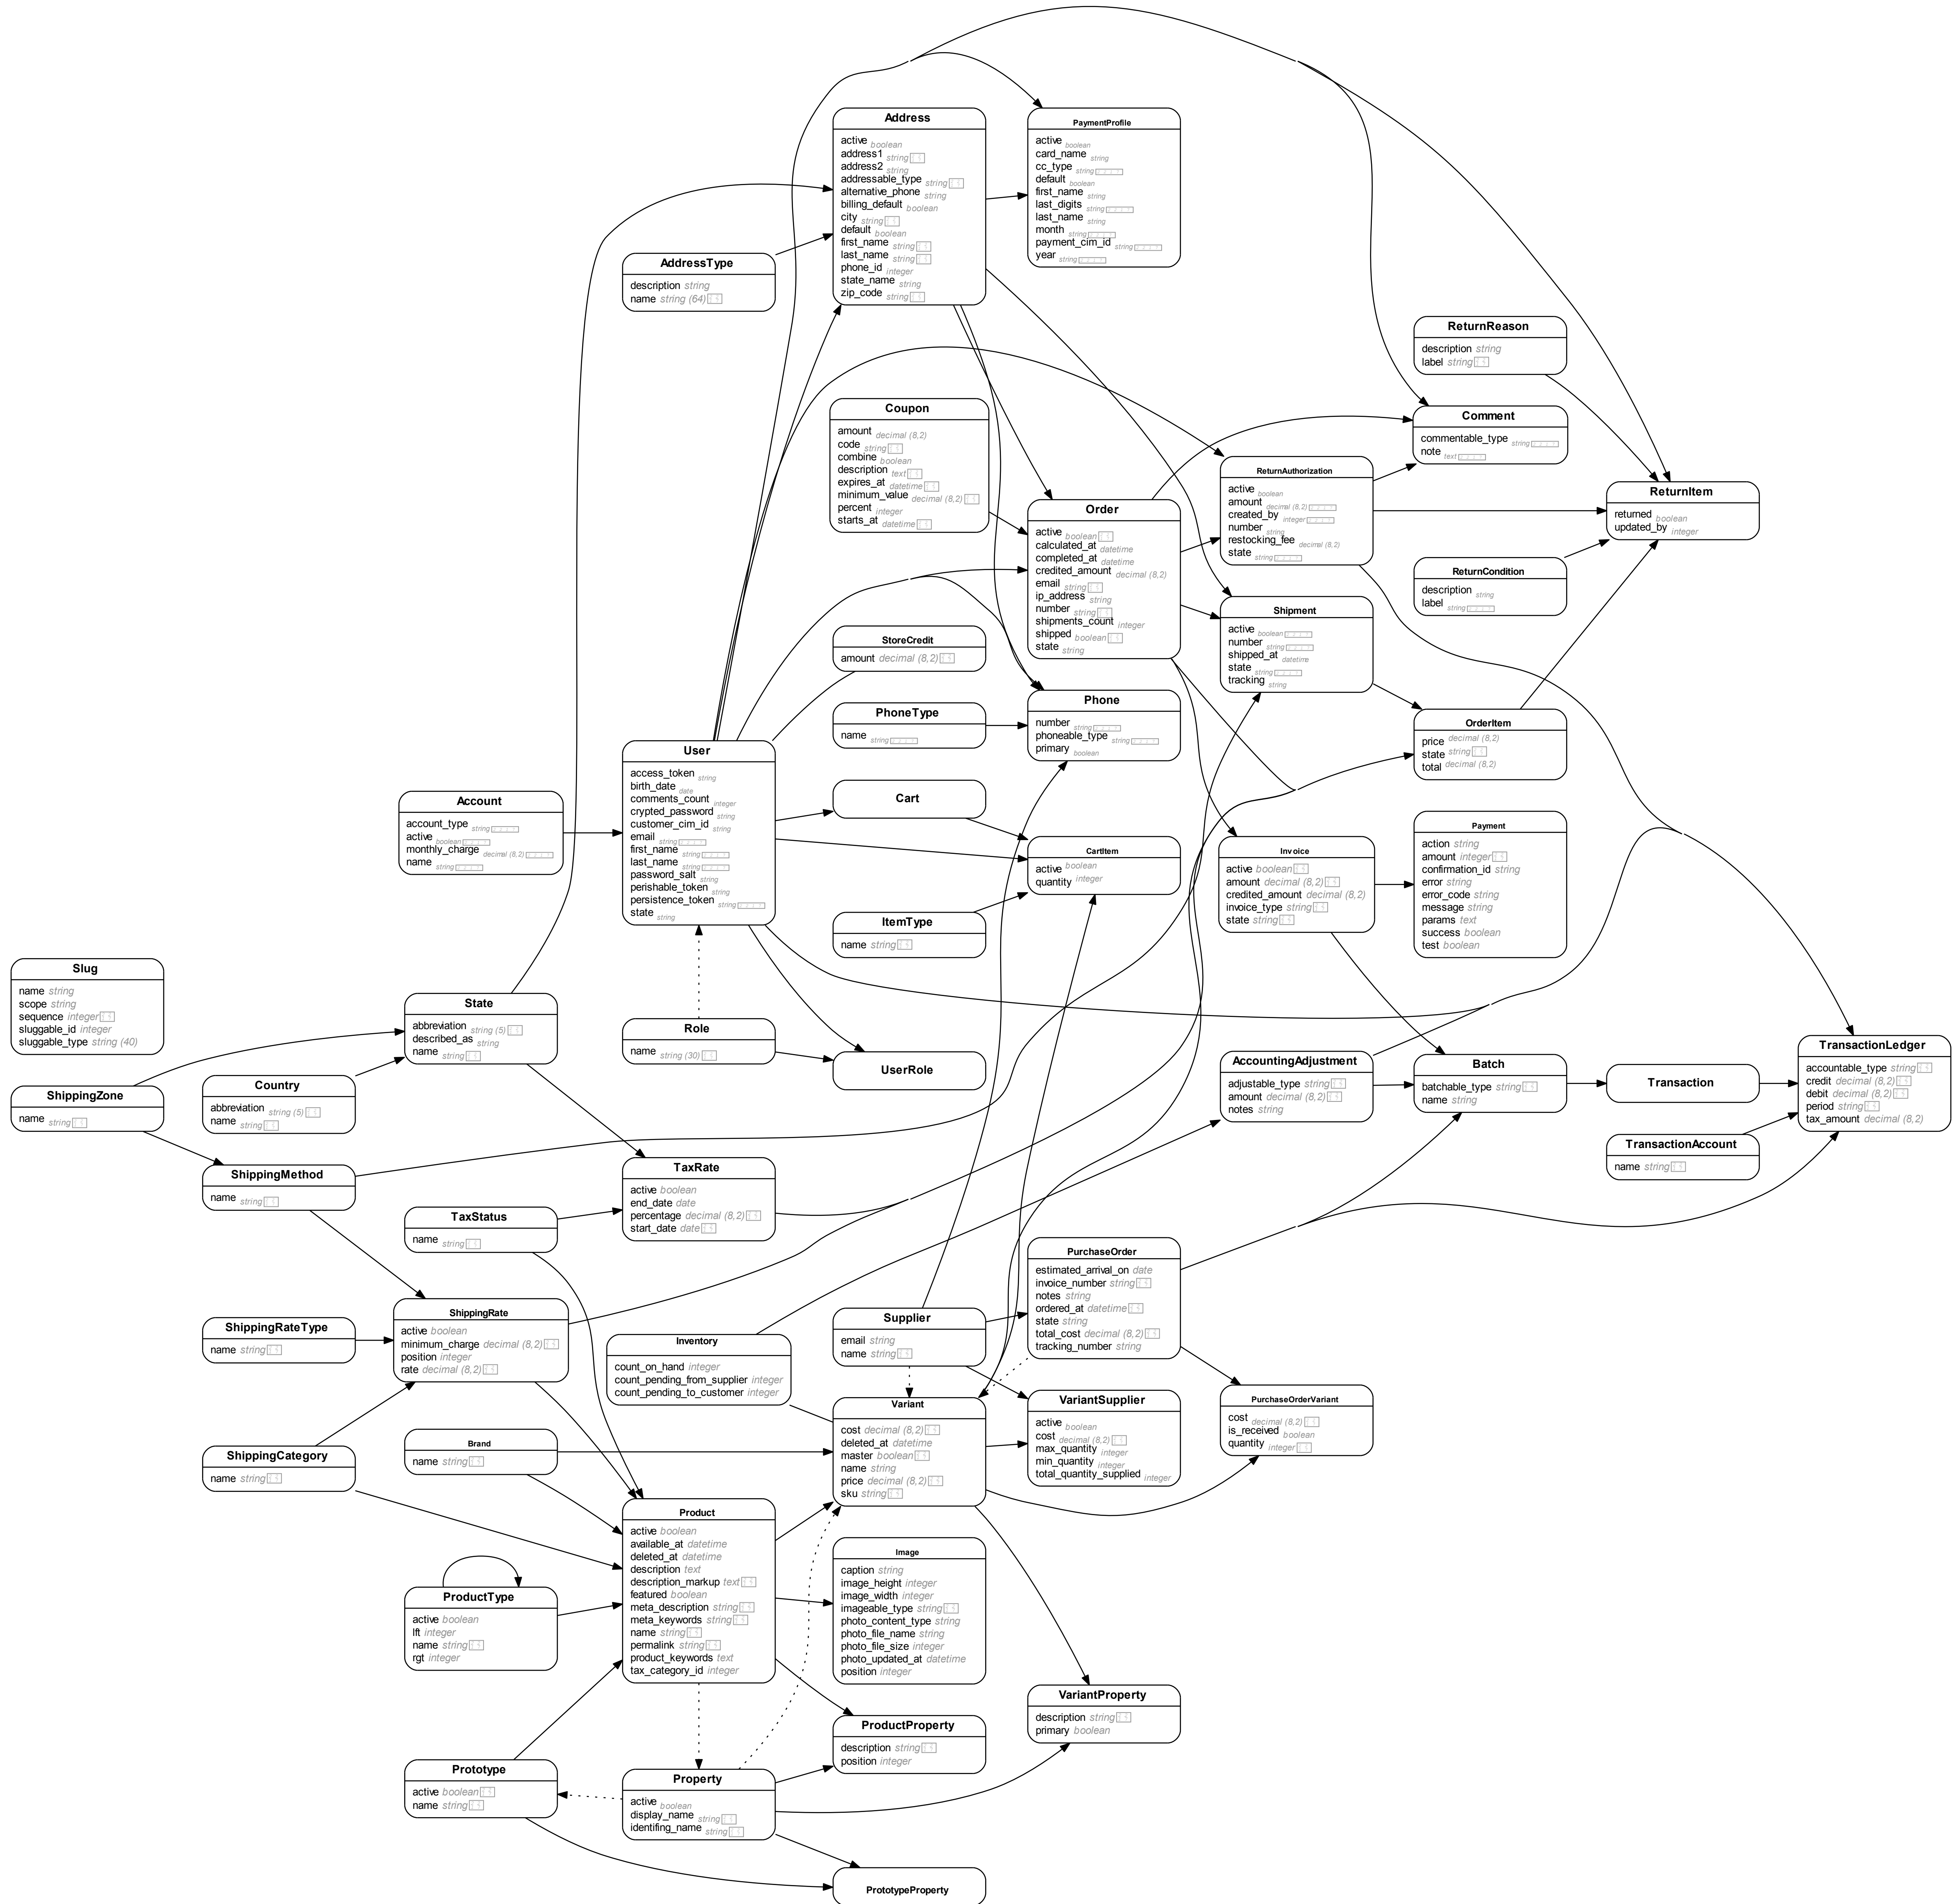 Address
active boolean
address1 string
address2 string
addressable_type string
alternative_phone string
billing_default boolean
city string
default boolean
first_name string
last_name string
phone_id integer
state_name string
zip_code string
PaymentProfile
active boolean
card_name string
cc_type string
default boolean
first_name string
last_digits string
last_name string
month string
payment_cim_id string
year string
AddressType
description string
name string (64)
ReturnReason
description string
label string
Coupon
amount decimal (8,2)
code string
combine boolean
description text
expires_at datetime
minimum_value decimal (8,2)
percent integer
starts_at datetime
Comment
commentable_type string
note text
ReturnAuthorization
active boolean
amount decimal (8,2)
created_by integer
number string
restocking_fee decimal (8,2)
state string
ReturnItem
returned boolean
updated_by integer
Order
active boolean
calculated_at datetime
completed_at datetime
credited_amount decimal (8,2)
email string
ip_address string
number string
shipments_count integer
shipped boolean
state string
ReturnCondition
description string
label string
Shipment
active boolean
number string
shipped_at datetime
state string
tracking string
StoreCredit
amount decimal (8,2)
Phone
number string
phoneable_type string
primary boolean
PhoneType
name string
OrderItem
price decimal (8,2)
state string
total decimal (8,2)
User
access_token string
birth_date date
comments_count integer
crypted_password string
customer_cim_id string
email string
first_name string
last_name string
password_salt string
perishable_token string
persistence_token string
state string
Cart
Account
account_type string
active boolean
monthly_charge decimal (8,2)
name string
CartItem
active boolean
quantity integer
Invoice
active boolean
amount decimal (8,2)
credited_amount decimal (8,2)
invoice_type string
state string
Payment
action string
amount integer
confirmation_id string
error string
error_code string
message string
params text
success boolean
test boolean
ItemType
name string
Slug
name string
scope string
sequence integer
sluggable_id integer
sluggable_type string (40)
State
abbreviation string (5)
described_as string
name string
Role
name string (30)
UserRole
AccountingAdjustment
adjustable_type string
amount decimal (8,2)
notes string
Batch
batchable_type string
name string
Transaction
TransactionLedger
accountable_type string
credit decimal (8,2)
debit decimal (8,2)
period string
tax_amount decimal (8,2)
ShippingZone
name string
Country
abbreviation string (5)
name string
TransactionAccount
name string
ShippingMethod
name string
TaxRate
active boolean
end_date date
percentage decimal (8,2)
start_date date
TaxStatus
name string
PurchaseOrder
estimated_arrival_on date
invoice_number string
notes string
ordered_at datetime
state string
total_cost decimal (8,2)
tracking_number string
ShippingRate
active boolean
minimum_charge decimal (8,2)
position integer
rate decimal (8,2)
ShippingRateType
name string
Inventory
count_on_hand integer
count_pending_from_supplier integer
count_pending_to_customer integer
Supplier
email string
name string
Variant
cost decimal (8,2)
deleted_at datetime
master boolean
name string
price decimal (8,2)
sku string
VariantSupplier
active boolean
cost decimal (8,2)
max_quantity integer
min_quantity integer
total_quantity_supplied integer
PurchaseOrderVariant
cost decimal (8,2)
is_received boolean
quantity integer
Brand
name string
ShippingCategory
name string
Product
active boolean
available_at datetime
deleted_at datetime
description text
description_markup text
featured boolean
meta_description string
meta_keywords string
name string
permalink string
product_keywords text
tax_category_id integer
Image
caption string
image_height integer
image_width integer
imageable_type string
photo_content_type string
photo_file_name string
photo_file_size integer
photo_updated_at datetime
position integer
ProductType
active boolean
lft integer
name string
rgt integer
VariantProperty
description string
primary boolean
ProductProperty
description string
position integer
Prototype
active boolean
name string
Property
active boolean
display_name string
identifing_name string
PrototypeProperty